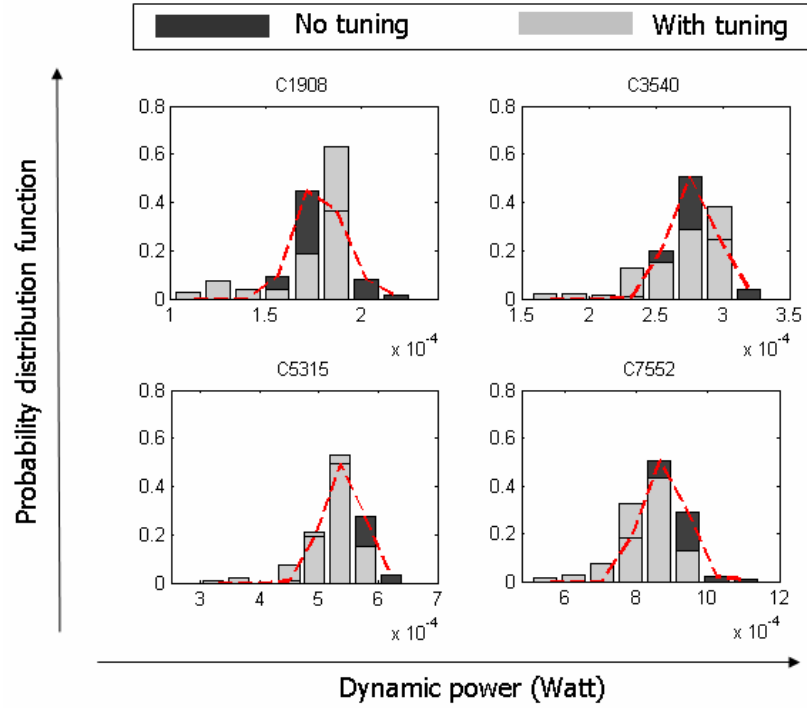 No tuning With tuning
C1908 C3540
0.8 0.8
0.6 0.6
0.4 0.4
0.2 0.2
0 0
1 1.5 2 1.5 2 2.5 3 3.5
x 10-4 x 10-4
C5315 C7552
0.8 0.8
0.6 0.6
0.4 0.4
0.2 0.2
0 0
3 4 5 6 7 6 8 10 12
x 10-4 x 10-4
Probability distribution function
Dynamic power (Watt)